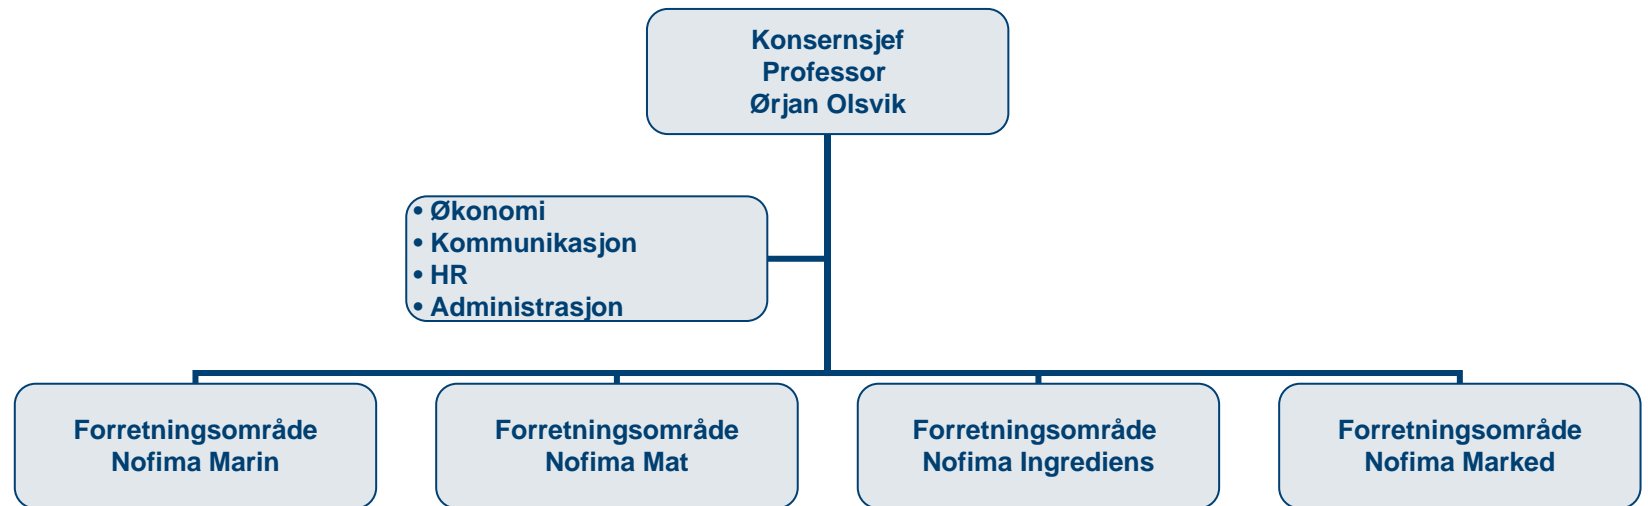 Konsernsjef
Professor
Ørjan Olsvik
• Økonomi
• Kommunikasjon
• HR
• Administrasjon
Forretningsområde
Nofima Marin
Forretningsområde
Nofima Mat
Forretningsområde
Nofima Ingrediens
Forretningsområde
Nofima Marked